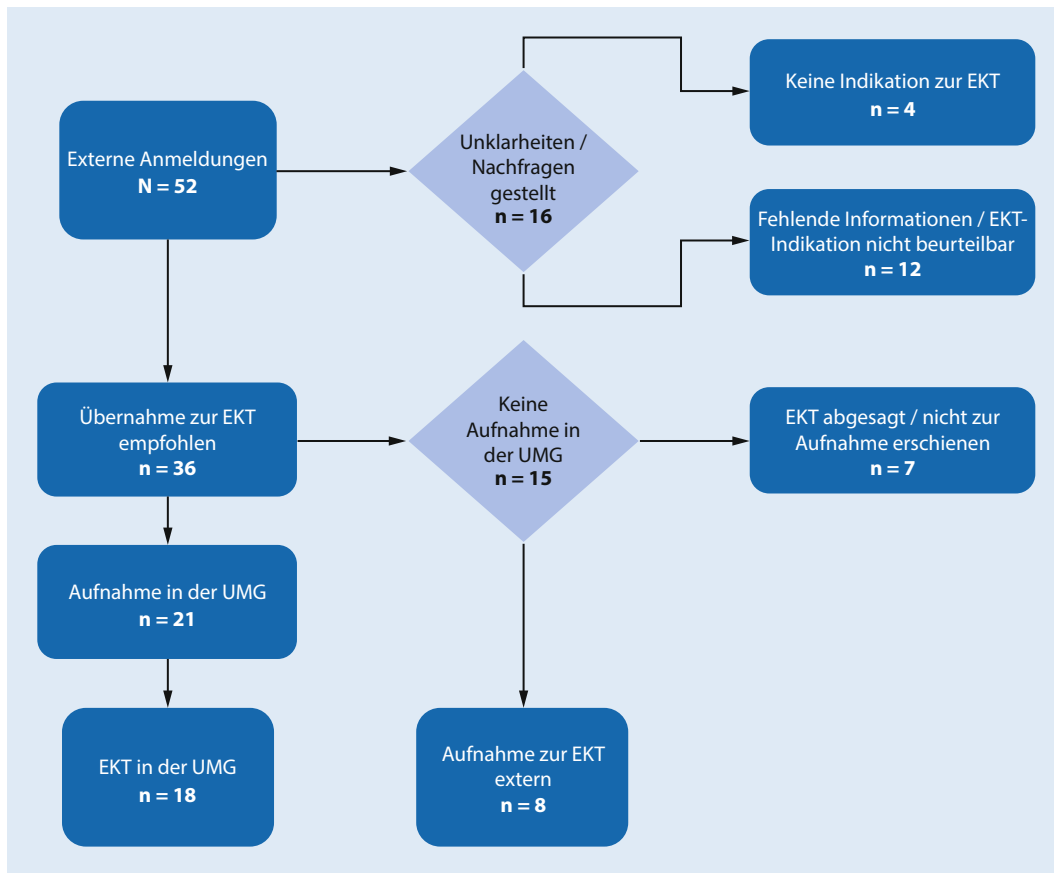 Externe Anmeldungen
N = 52
Unklarheiten /
Nachfragen
gestellt
n = 16
Keine Indikation zur EKT
n = 4
Fehlende Informationen / EKT-
Indikation nicht beurteilbar
n = 12
Übernahme zur EKT
empfohlen
n = 36
Keine
Aufnahme in
der UMG
n = 15
EKT abgesagt / nicht zur
Aufnahme erschienen
n = 7
Aufnahme in der UMG
n = 21
EKT in der UMG
n = 18
Aufnahme zur EKT
extern
n = 8